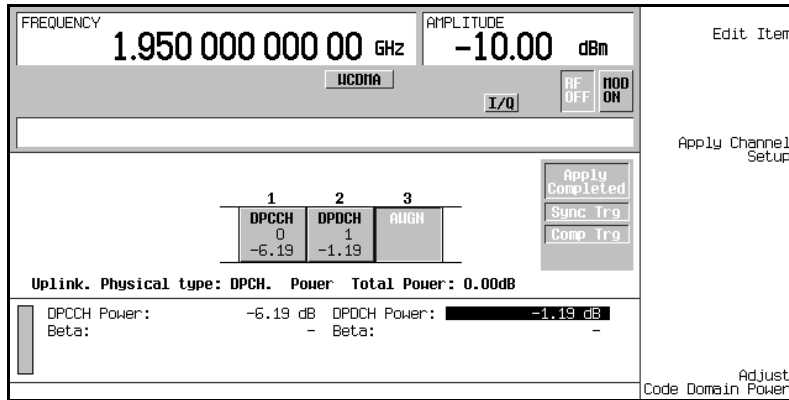 FREQUENCY
1.950 000 000 00 GHz
AMPLITUDE
-10.00 dBm
WCDMA
I/Q
RF OFF
MOD ON
Edit Item
Apply Channel Setup
Apply Completed
Sync Trg
Comp Trg
1 2 3
DPCCH DPDCH AWGN
0 1
-6.19 -1.19
Uplink. Physical type: DPCH. Power Total Power: 0.00dB
DPCCH Power: -6.19 dB DPDCH Power: -1.19 dB
Beta: - Beta: -
Adjust
Code Domain Power